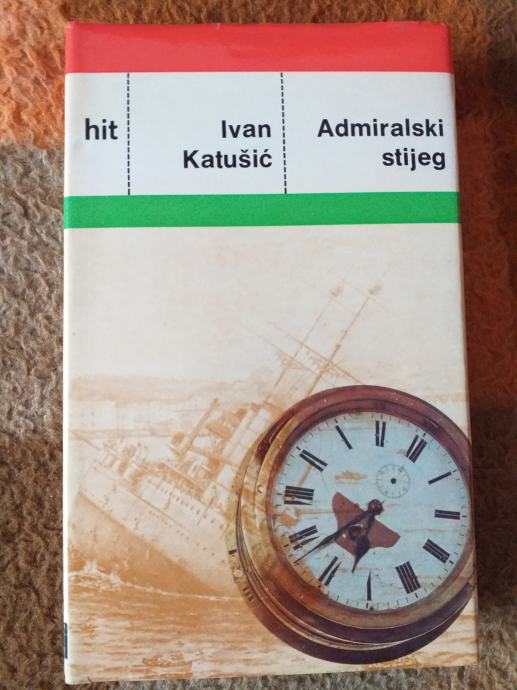 hit
Ivan
Katušić
Admiralski
stijeg